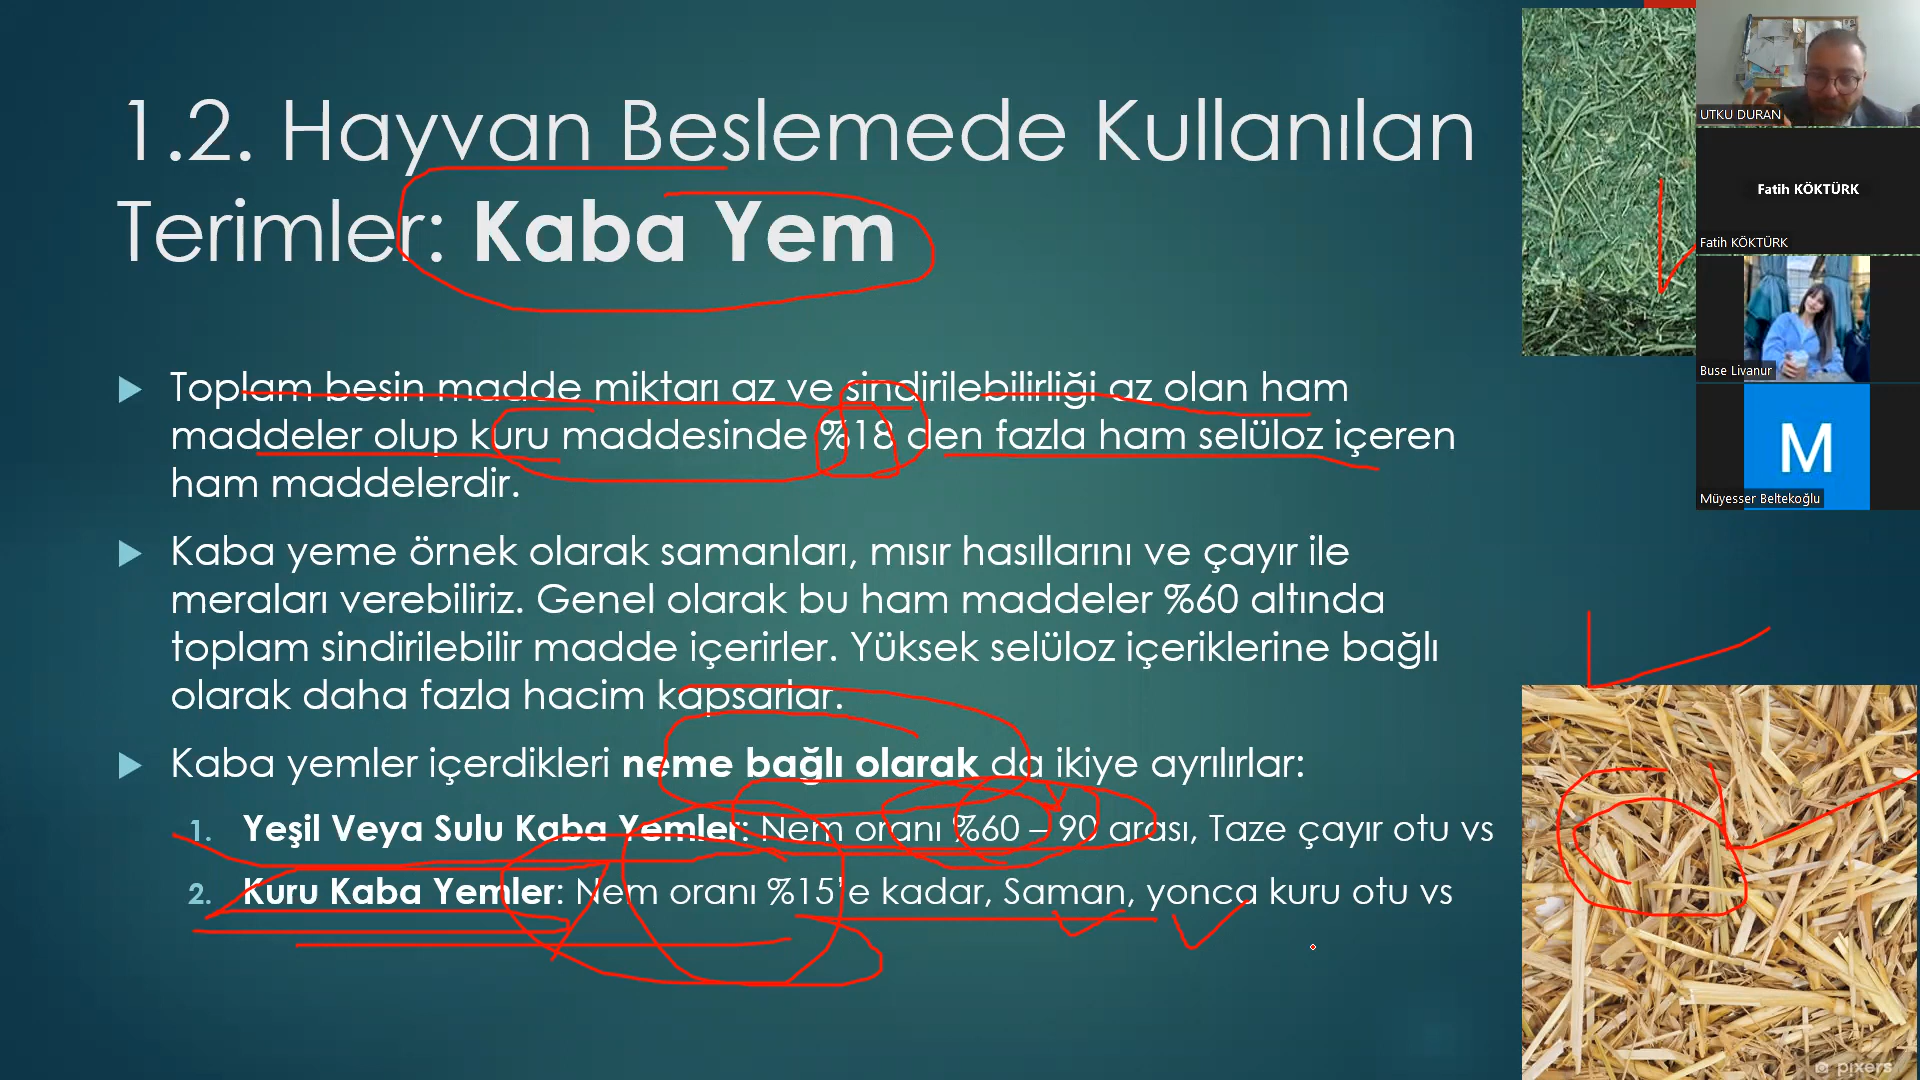 1.2. Hayvan Beslemede Kullanılan
Terimler: Kaba Yem
Toplam besin madde miktarı az ve sindirilebilirliği az olan ham
maddeler olup kuru maddesinde %18 den fazla ham selüloz içeren
ham maddelerdir.
Kaba yeme örnek olarak samanları, mısır hasıllarını ve çayır ile
meraları verebiliriz. Genel olarak bu ham maddeler %60 altında
toplam sindirilebilir madde içerirler. Yüksek selüloz içeriklerine bağlı
olarak daha fazla hacim kapsarlar.
Kaba yemler içerdikleri neme bağlı olarak da ikiye ayrılırlar:
1. Yeşil Veya Sulu Kaba Yemler: Nem oranı %60 – 90 arası, Taze çayır otu vs
2. Kuru Kaba Yemler: Nem oranı %15'e kadar, Saman, yonca kuru otu vs
UTKU DURAN
Fatih KÖKTÜRK
Fatih KÖKTÜRK
Buse Livanur
M
Müyesser Beltekoğlu
pixers